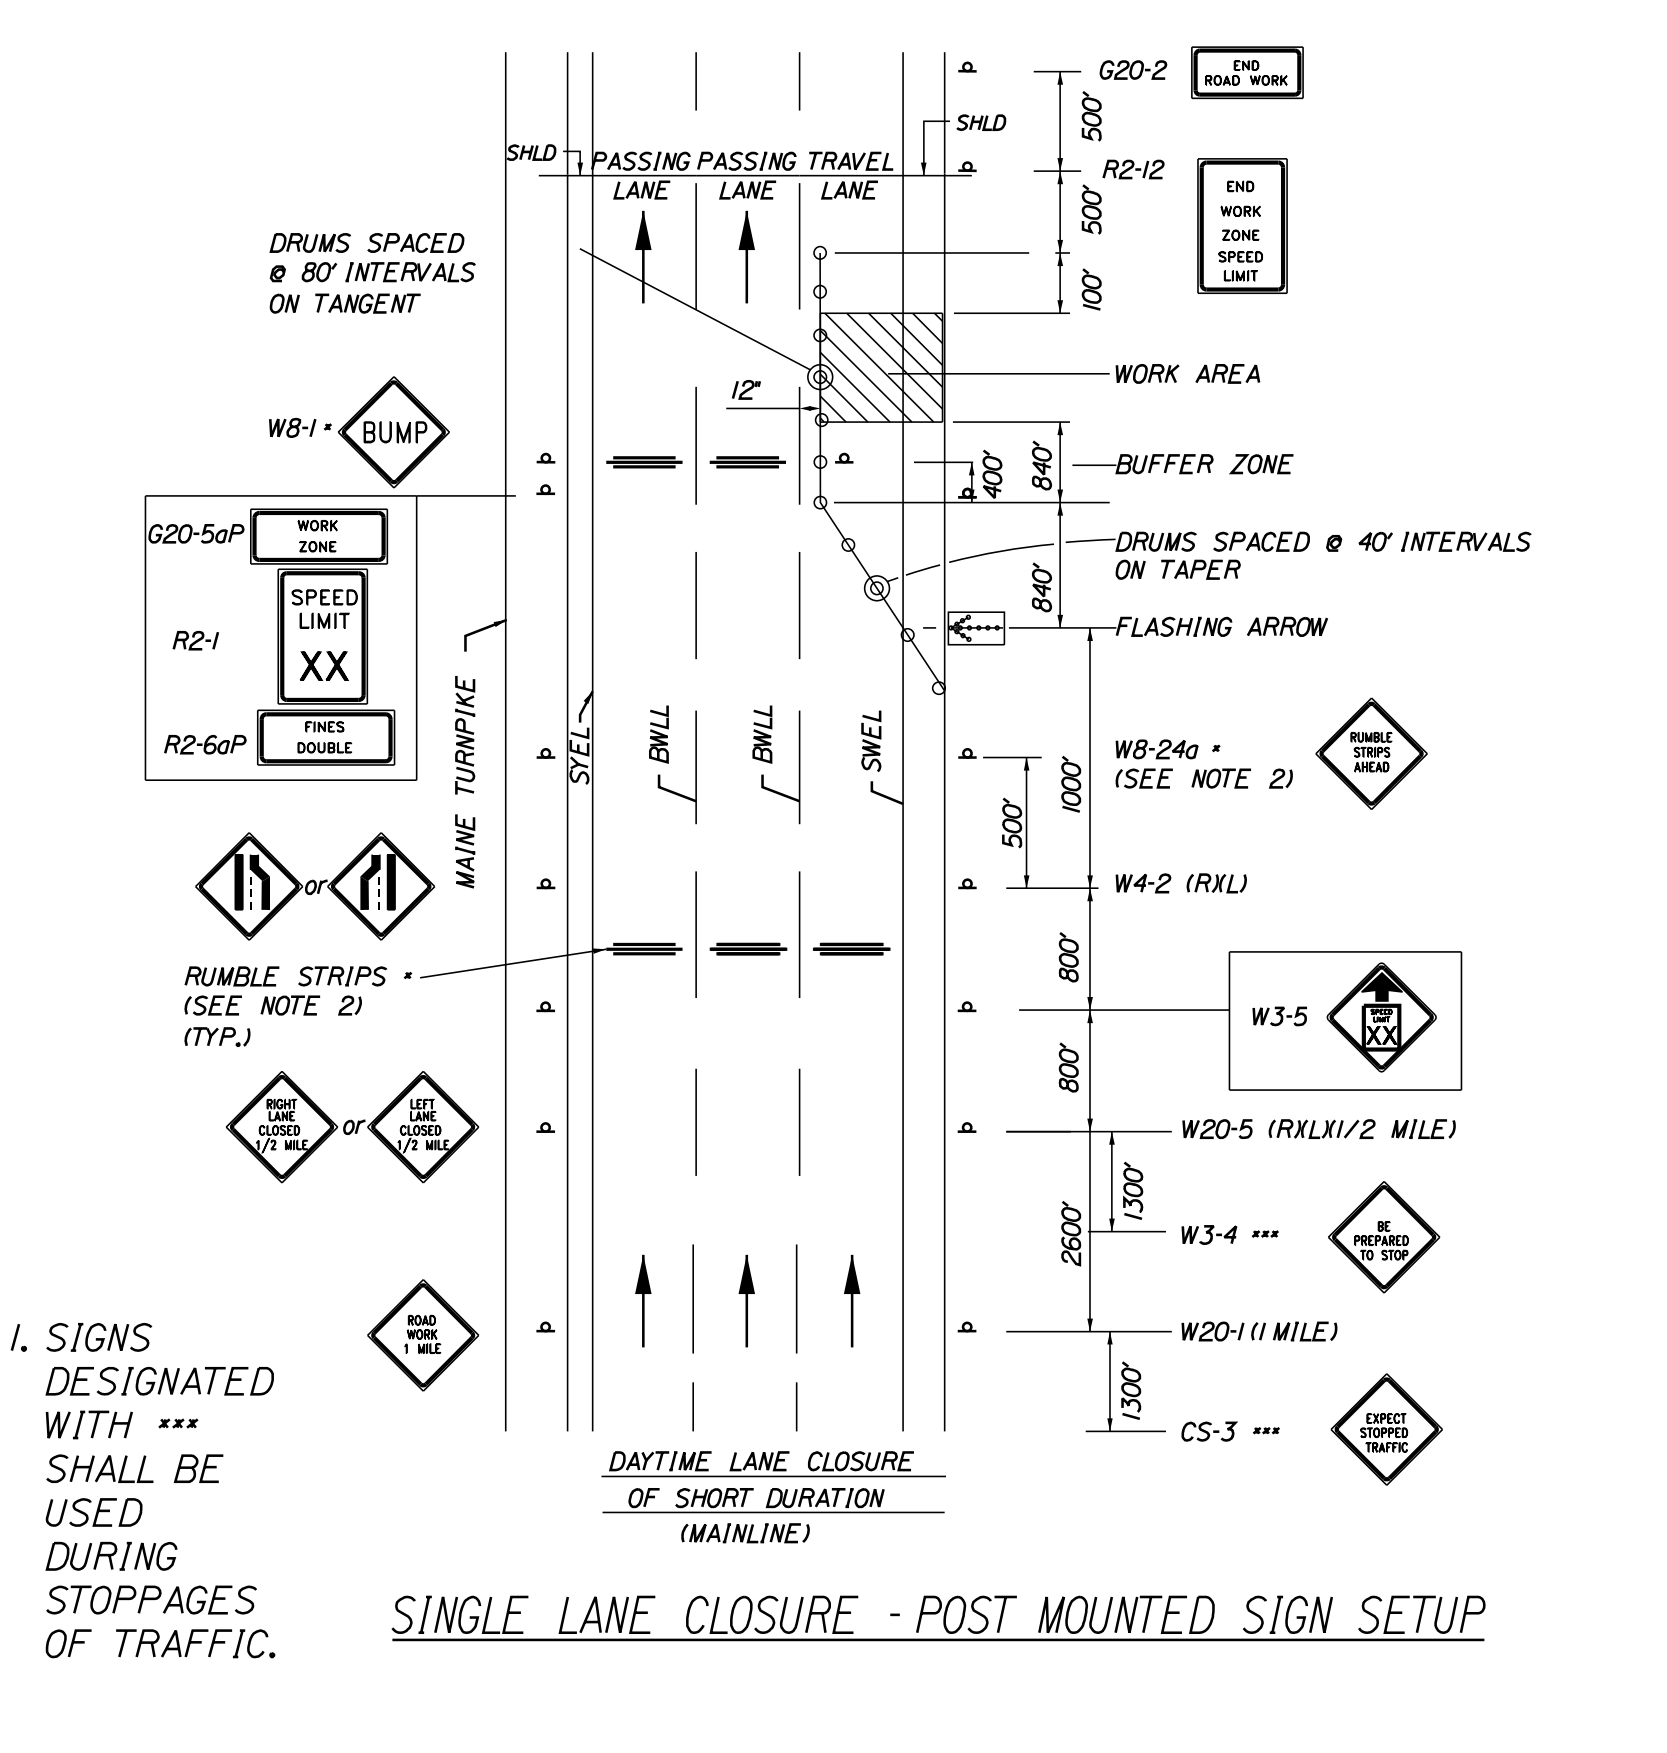 G20-2
END
ROAD WORK
500'
SHLD
SHLD
PASSING PASSING TRAVEL
LANE LANE LANE
R2-12
END
WORK
ZONE
SPEED
LIMIT
500'
100'
DRUMS SPACED
@ 80' INTERVALS
ON TANGENT
12"
WORK AREA
W8-1 *
BUMP
400'
840'
BUFFER ZONE
G20-5aP
WORK
ZONE
R2-1
SPEED
LIMIT
XX
R2-6aP
FINES
DOUBLE
DRUMS SPACED @ 40' INTERVALS
ON TAPER
840'
FLASHING ARROW
MAINE TURNPIKE
SYEL
BWLL
BWLL
SWEL
W8-24a *
(SEE NOTE 2)
RUMBLE
STRIPS
AHEAD
1000'
500'
or
W4-2 (R)(L)
RUMBLE STRIPS *
(SEE NOTE 2)
(TYP.)
800'
W3-5
SPEED
LIMIT
XX
800'
RIGHT
LANE
CLOSED
1/2 MILE
or
LEFT
LANE
CLOSED
1/2 MILE
W20-5 (R)(L)(1/2 MILE)
1300'
2600'
W3-4 ***
BE
PREPARED
TO STOP
ROAD
WORK
1 MILE
W20-1 (1 MILE)
1300'
CS-3 ***
EXPECT
STOPPED
TRAFFIC
1. SIGNS
DESIGNATED
WITH ***
SHALL BE
USED
DURING
STOPPAGES
OF TRAFFIC.
DAYTIME LANE CLOSURE
OF SHORT DURATION
(MAINLINE)
SINGLE LANE CLOSURE - POST MOUNTED SIGN SETUP